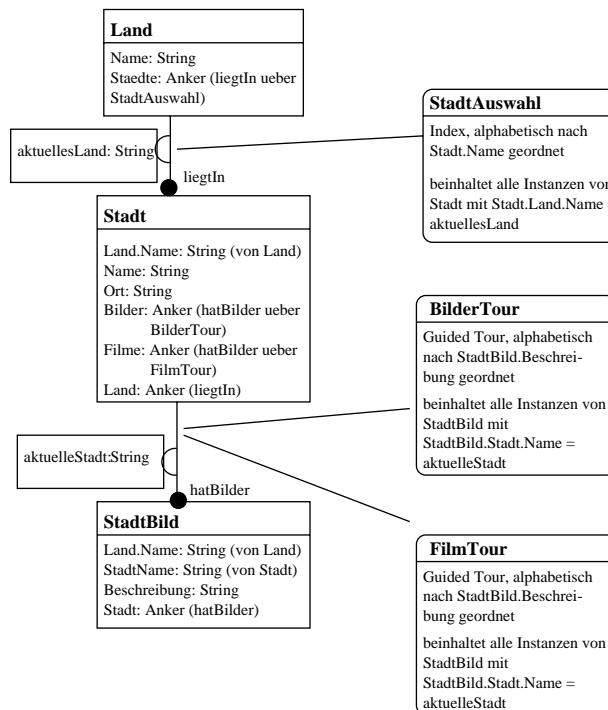 Land
Name: String
Staedte: Anker (liegtIn ueber
StadtAuswahl)
aktuellesLand: String
liegtIn
StadtAuswahl
Index, alphabetisch nach
Stadt.Name geordnet
beinhaltet alle Instanzen von
Stadt mit Stadt.Land.Name =
aktuellesLand
Stadt
Land.Name: String (von Land)
Name: String
Ort: String
Bilder: Anker (hatBilder ueber
BilderTour)
Filme: Anker (hatBilder ueber
FilmTour)
Land: Anker (liegtIn)
BilderTour
Guided Tour, alphabetisch
nach StadtBild.Beschrei-
bung geordnet
beinhaltet alle Instanzen von
StadtBild mit
StadtBild.Stadt.Name =
aktuelleStadt
aktuelleStadt:String
hatBilder
StadtBild
Land.Name: String (von Land)
StadtName: String (von Stadt)
Beschreibung: String
Stadt: Anker (hatBilder)
FilmTour
Guided Tour, alphabetisch
nach StadtBild.Beschrei-
bung geordnet
beinhaltet alle Instanzen von
StadtBild mit
StadtBild.Stadt.Name =
aktuelleStadt